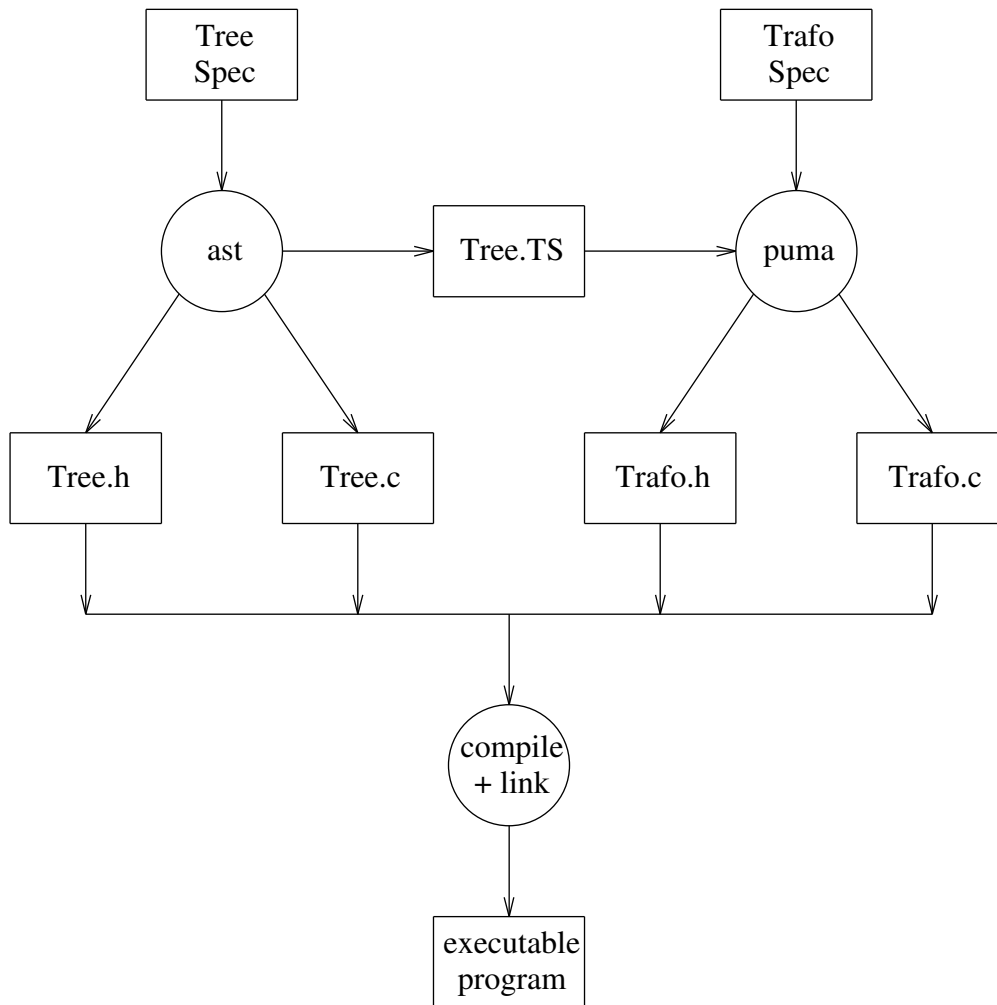 Tree
Spec
Trafo
Spec
ast
Tree.TS
puma
Tree.h
Tree.c
Trafo.h
Trafo.c
compile
+ link
executable
program